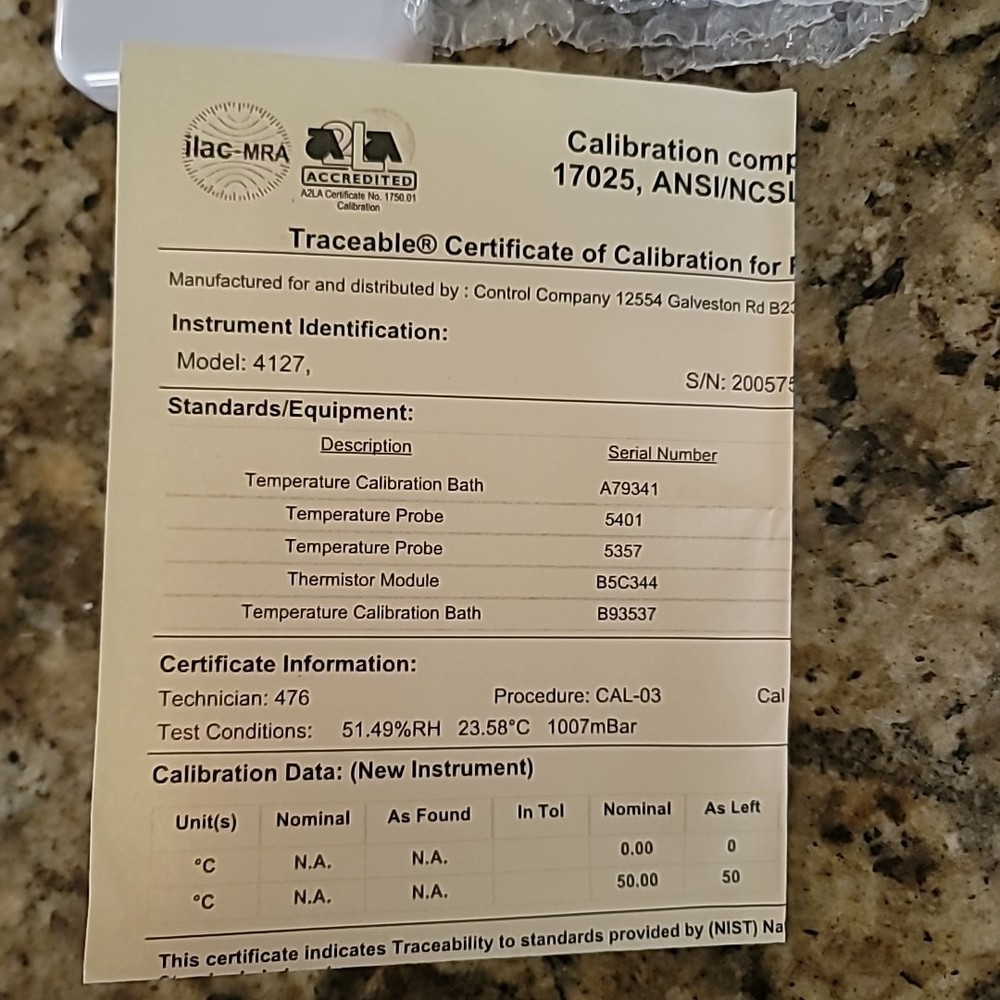 ilac-MRA
A2LA
ACCREDITED
A2LA Certificate No. 1750.01
Calibration
Calibration comp
17025, ANSI/NCSL
Traceable® Certificate of Calibration for
Manufactured for and distributed by : Control Company 12554 Galveston Rd B23
Instrument Identification:
Model: 4127,
S/N: 200575
Standards/Equipment:
Description Serial Number
Temperature Calibration Bath A79341
Temperature Probe 5401
Temperature Probe 5357
Thermistor Module B5C344
Temperature Calibration Bath B93537
Certificate Information:
Technician: 476 Procedure: CAL-03 Cal
Test Conditions: 51.49%RH 23.58°C 1007mBar
Calibration Data: (New Instrument)
Unit(s) Nominal As Found In Tol Nominal As Left
°C N.A. N.A. 0.00 0
°C N.A. N.A. 50.00 50
This certificate indicates Traceability to standards provided by (NIST) Na